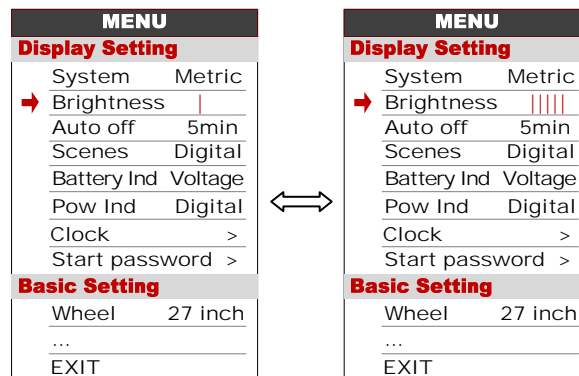 MENU
Display Setting
System Metric
Brightness |
Auto off 5min
Scenes Digital
Battery Ind Voltage
Pow Ind Digital
Clock >
Start password >
Basic Setting
Wheel 27 inch
...
EXIT
MENU
Display Setting
System Metric
Brightness |||||
Auto off 5min
Scenes Digital
Battery Ind Voltage
Pow Ind Digital
Clock >
Start password >
Basic Setting
Wheel 27 inch
...
EXIT